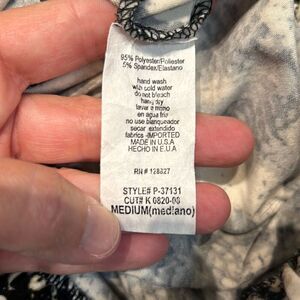 95% Polyester/Poliester
5% Spandex/Elastano
hand wash
with cold water
do not bleach
hang dry
lavar a mano
en agua fria
no use blanqueador
secar extendido
fabrics -IMPORTED
MADE IN U.S.A
HECHO IN E.U.A
RN # 128327
STYLE# P-37131
CUT# K 0820-00
MEDIUM(mediano)